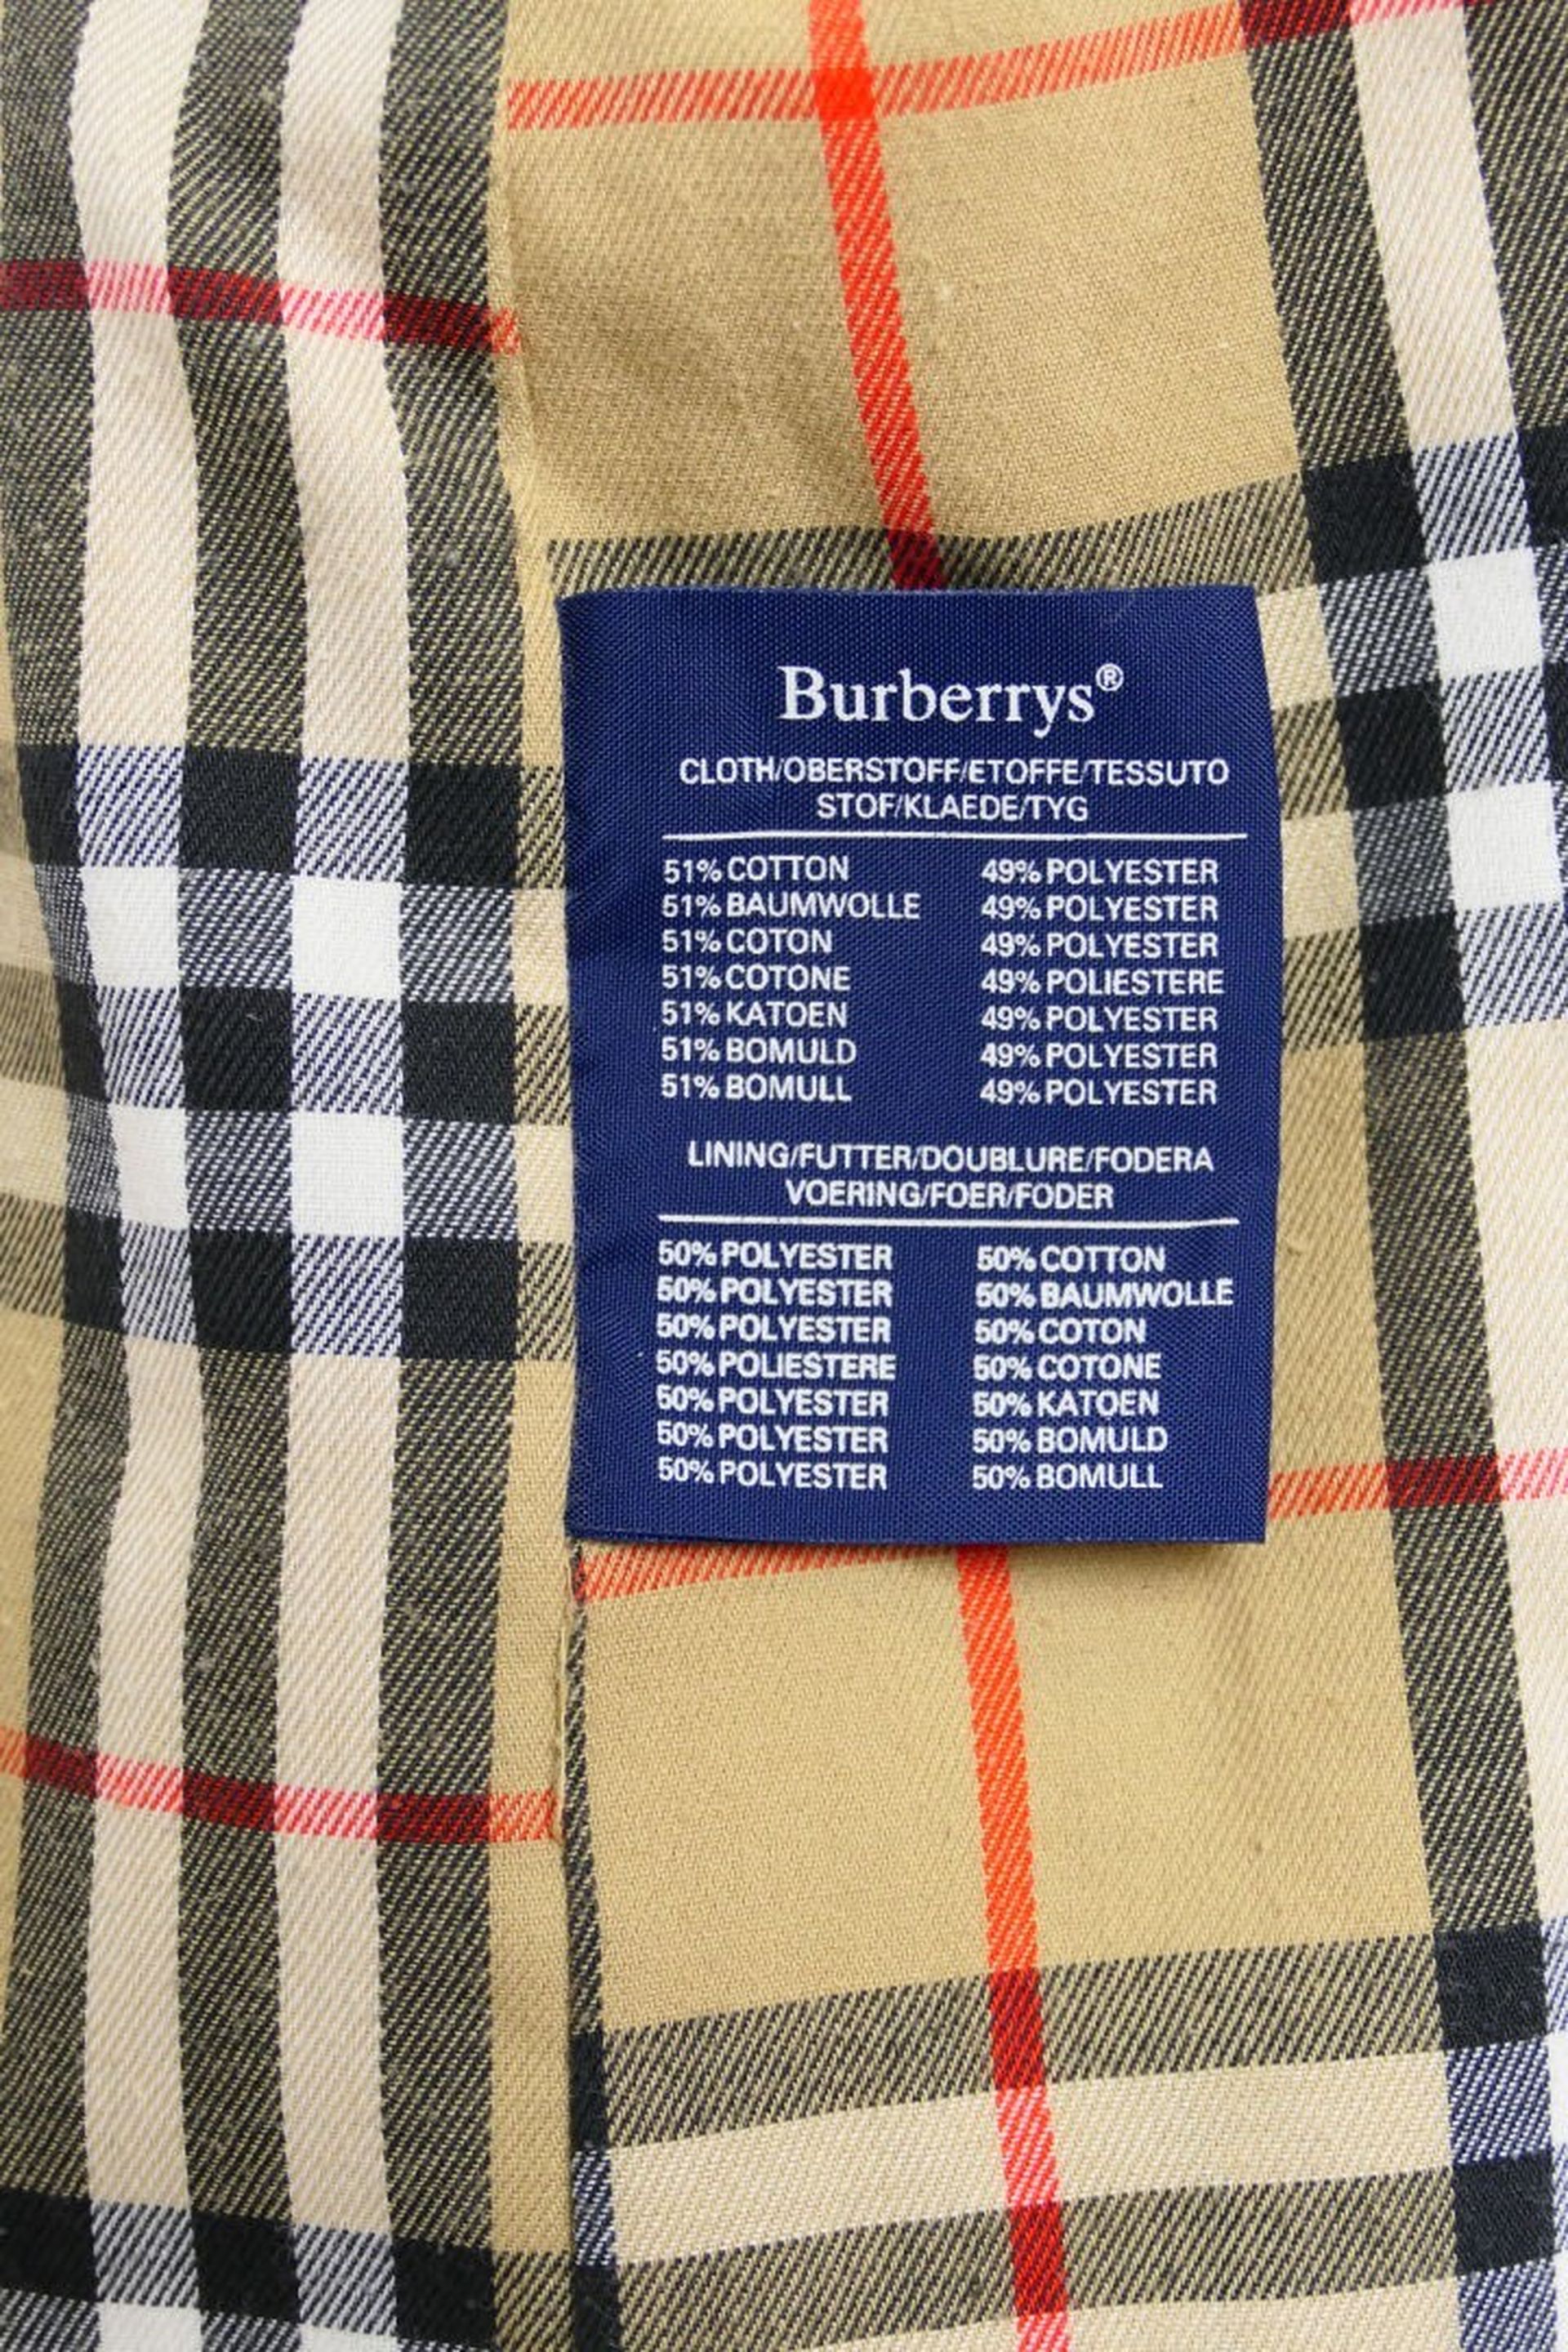 Burberrys®
CLOTH/OBERSTOFF/ETOFFE/TESSUTO
STOF/KLAEDE/TYG
51% COTTON 49% POLYESTER
51% BAUMWOLLE 49% POLYESTER
51% COTON 49% POLYESTER
51% COTONE 49% POLIESTERE
51% KATOEN 49% POLYESTER
51% BOMULD 49% POLYESTER
51% BOMULL 49% POLYESTER
LINING/FUTTER/DOUBLURE/FODERA
VOERING/FOER/FODER
50% POLYESTER 50% COTTON
50% POLYESTER 50% BAUMWOLLE
50% POLYESTER 50% COTON
50% POLIESTERE 50% COTONE
50% POLYESTER 50% KATOEN
50% POLYESTER 50% BOMULD
50% POLYESTER 50% BOMULL